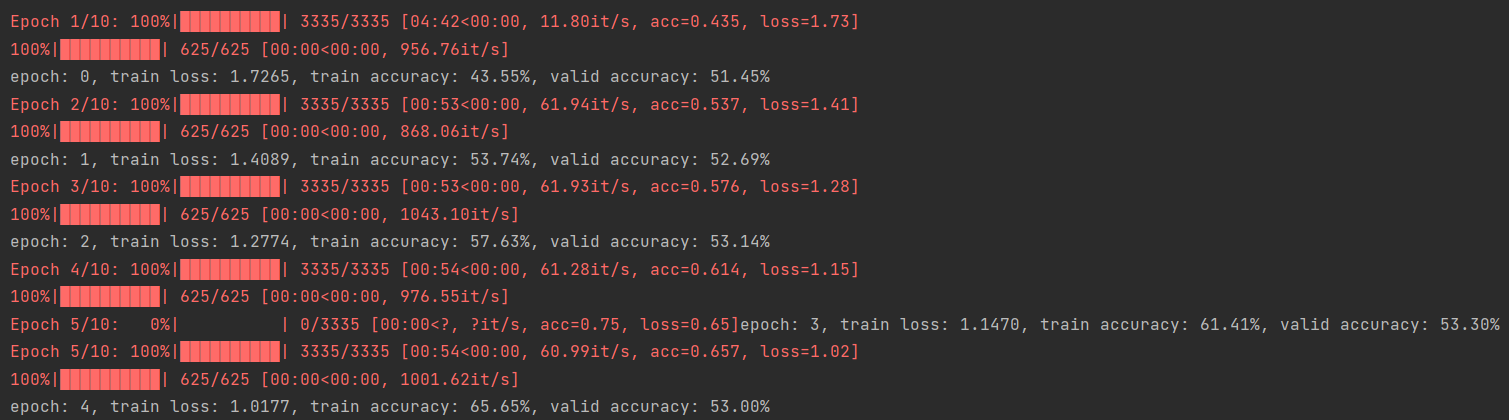 Epoch 1/10: 100%|██████████| 3335/3335 [04:42<00:00, 11.80it/s, acc=0.435, loss=1.73]
100%|██████████| 625/625 [00:00<00:00, 956.76it/s]
epoch: 0, train loss: 1.7265, train accuracy: 43.55%, valid accuracy: 51.45%
Epoch 2/10: 100%|██████████| 3335/3335 [00:53<00:00, 61.94it/s, acc=0.537, loss=1.41]
100%|██████████| 625/625 [00:00<00:00, 868.06it/s]
epoch: 1, train loss: 1.4089, train accuracy: 53.74%, valid accuracy: 52.69%
Epoch 3/10: 100%|██████████| 3335/3335 [00:53<00:00, 61.93it/s, acc=0.576, loss=1.28]
100%|██████████| 625/625 [00:00<00:00, 1043.10it/s]
epoch: 2, train loss: 1.2774, train accuracy: 57.63%, valid accuracy: 53.14%
Epoch 4/10: 100%|██████████| 3335/3335 [00:54<00:00, 61.28it/s, acc=0.614, loss=1.15]
100%|██████████| 625/625 [00:00<00:00, 976.55it/s]
Epoch 5/10:   0%|          | 0/3335 [00:00<?, ?it/s, acc=0.75, loss=0.65]epoch: 3, train loss: 1.1470, train accuracy: 61.41%, valid accuracy: 53.30%
Epoch 5/10: 100%|██████████| 3335/3335 [00:54<00:00, 60.99it/s, acc=0.657, loss=1.02]
100%|██████████| 625/625 [00:00<00:00, 1001.62it/s]
epoch: 4, train loss: 1.0177, train accuracy: 65.65%, valid accuracy: 53.00%